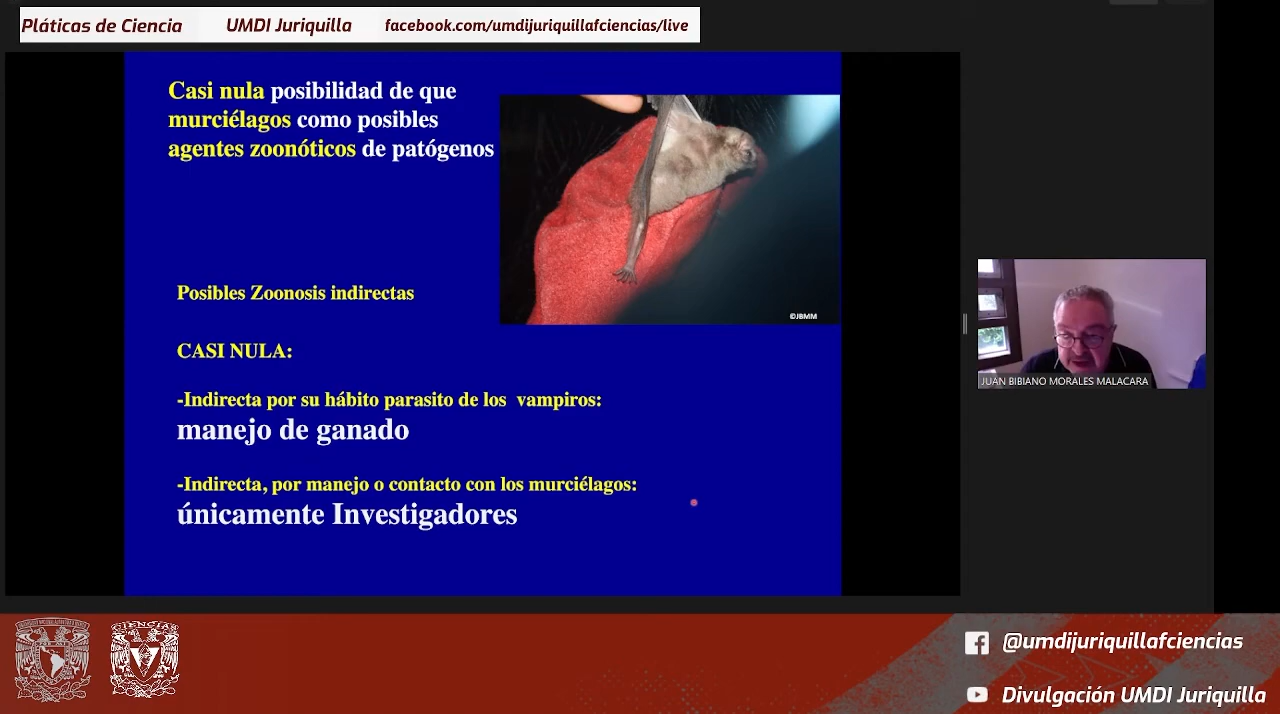 Pláticas de Ciencia UMDI Juriquilla facebook.com/umdijuriquillafciencias/live
Casi nula posibilidad de que
murciélagos como posibles
agentes zoonóticos de patógenos
©JBMM
Posibles Zoonosis indirectas
CASI NULA:
-Indirecta por su hábito parasito de los vampiros:
manejo de ganado
-Indirecta, por manejo o contacto con los murciélagos:
únicamente Investigadores
JUAN BIBIANO MORALES MALACARA
CIENCIAS
@umdijuriquillafciencias
Divulgación UMDI Juriquilla